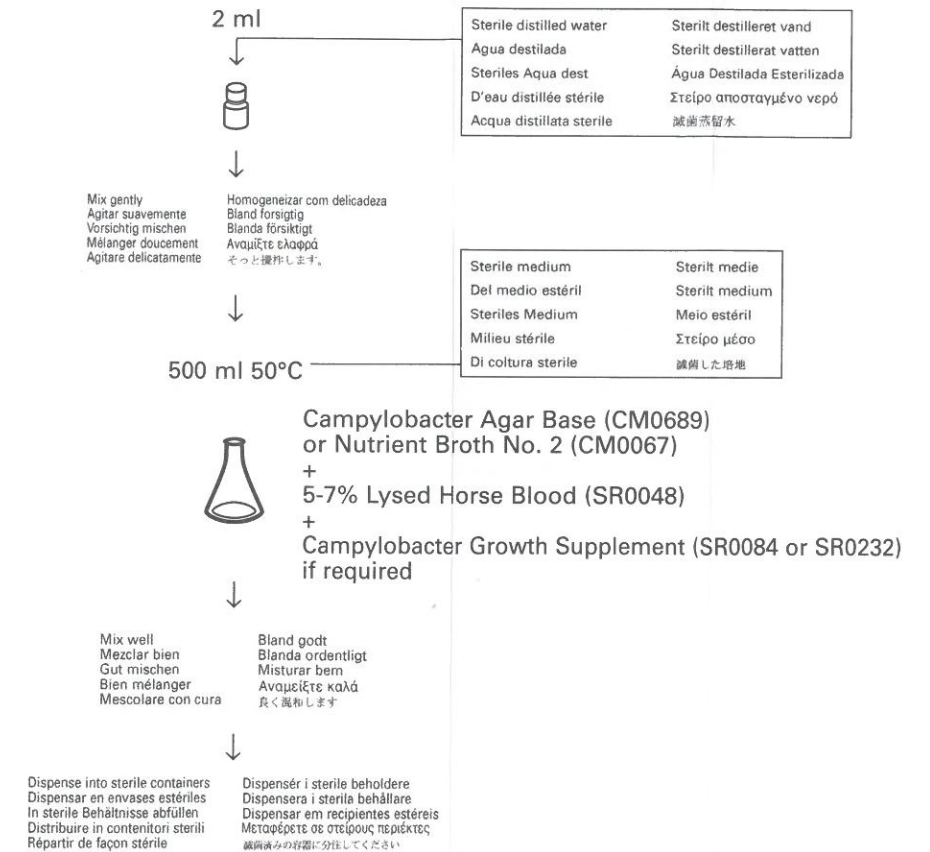 2 ml
Sterile distilled water
Agua destilada
Steriles Aqua dest
D'eau distillée stérile
Acqua distillata sterile
Sterilt destilleret vand
Sterilt destillerat vatten
Água Destilada Esterilizada
Στείρο αποσταγμένο νερό
滅菌蒸留水
Mix gently
Agitar suavemente
Vorsichtig mischen
Mélanger doucement
Agitare delicatamente
Homogeneizar com delicadeza
Bland forsigtig
Blanda försiktigt
Αναμίξτε ελαφρά
そっと攪拌します。
Sterile medium
Del medio estéril
Steriles Medium
Milieu stérile
Di coltura sterile
Sterilt medie
Sterilt medium
Meio estéril
Στείρο μέσο
滅菌した培地
500 ml 50°C
Campylobacter Agar Base (CM0689)
or Nutrient Broth No. 2 (CM0067)
+
5-7% Lysed Horse Blood (SR0048)
+
Campylobacter Growth Supplement (SR0084 or SR0232)
if required
Mix well
Mezclar bien
Gut mischen
Bien mélanger
Mescolare con cura
Bland godt
Blanda ordentligt
Misturar bem
Αναμείξτε καλά
良く混和します
Dispense into sterile containers
Dispensar en envases estériles
In sterile Behältnisse abfüllen
Distribuire in contenitori sterili
Répartir de façon stérile
Dispensér i sterile beholdere
Dispensera i sterila behållare
Dispensar em recipientes estéreis
Μεταφέρετε σε στείρους περιέκτες
滅菌済みの容器に分注してください